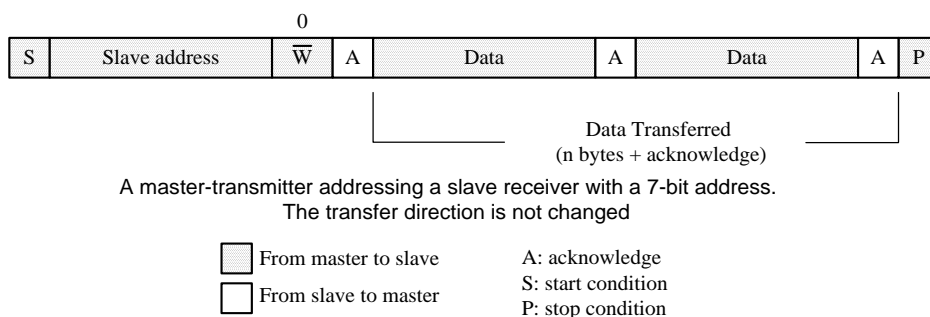 0
S Slave address W̅ A Data A Data A P
Data Transferred
(n bytes + acknowledge)
A master-transmitter addressing a slave receiver with a 7-bit address.
The transfer direction is not changed
From master to slave
From slave to master
A: acknowledge
S: start condition
P: stop condition